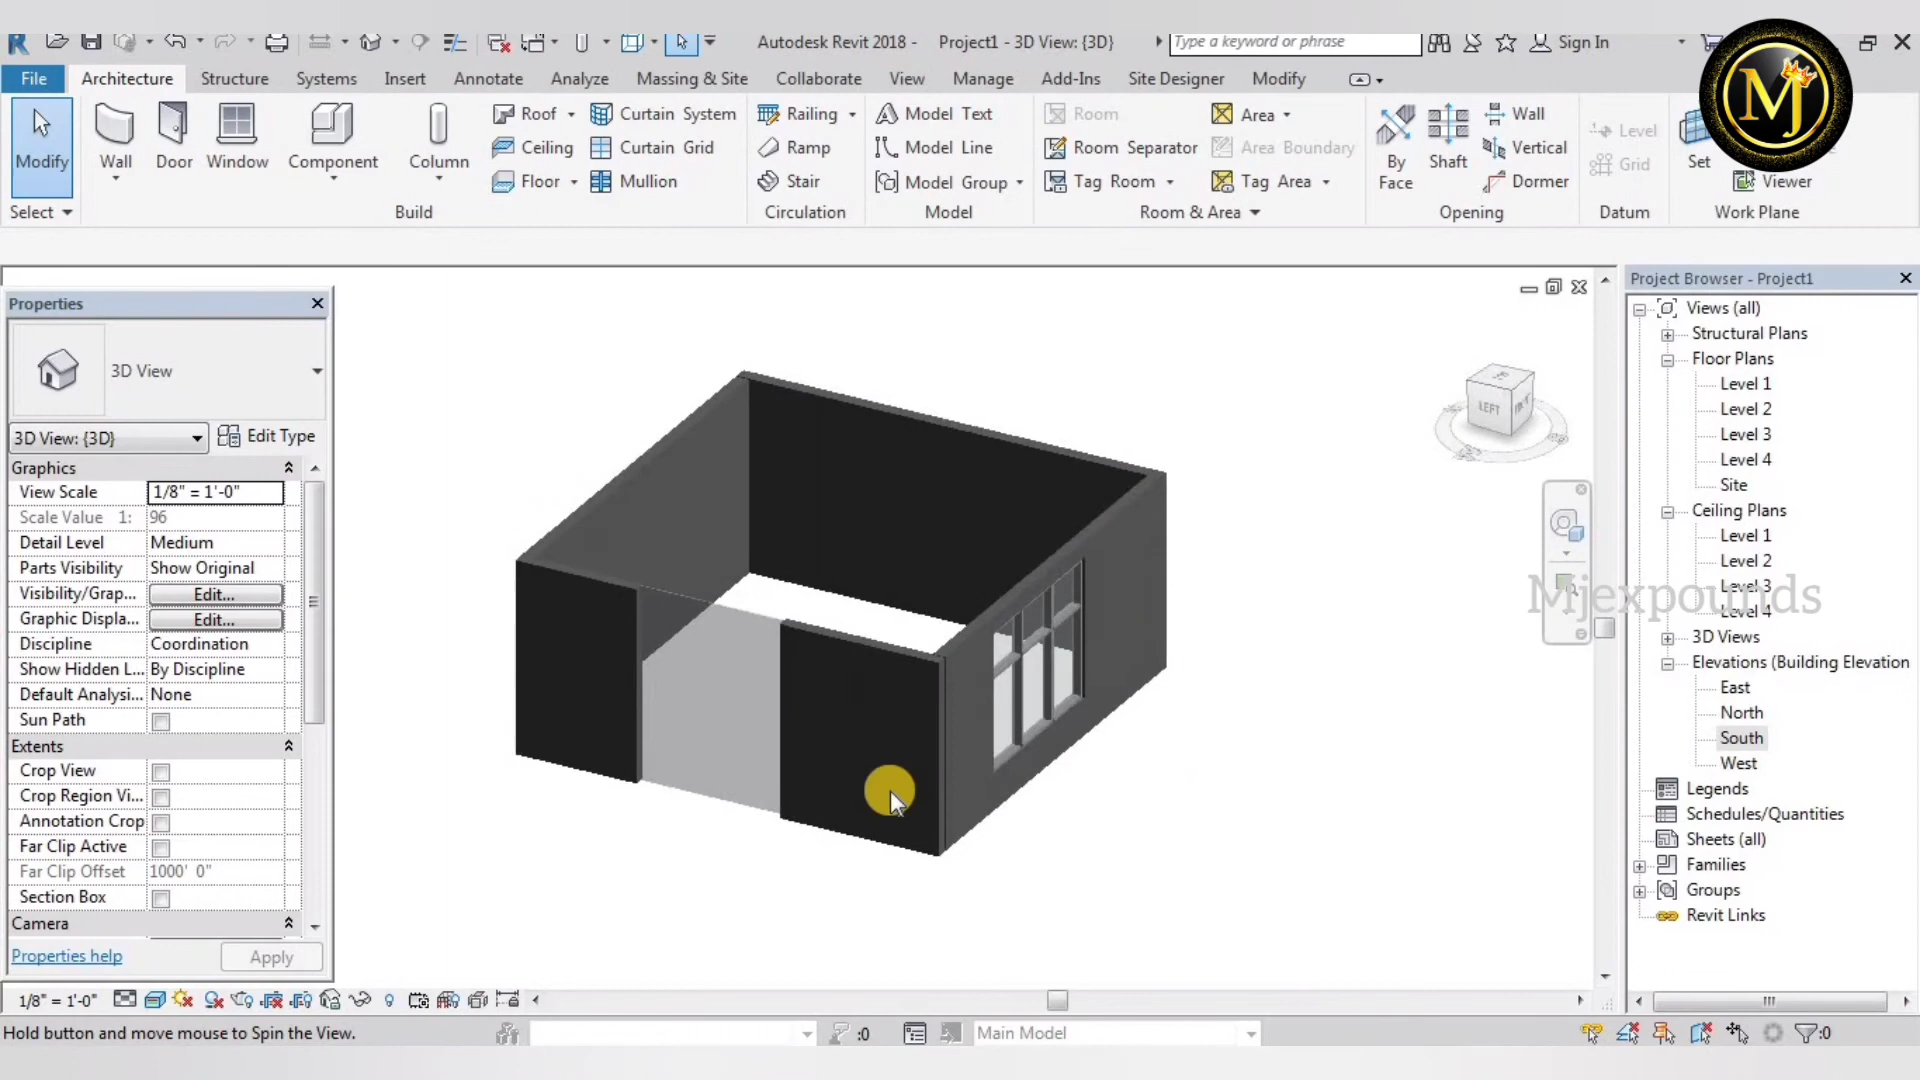 Autodesk Revit 2018 - Project1 - 3D View: {3D}
Type a keyword or phrase
Sign In
MJ
File Architecture Structure Systems Insert Annotate Analyze Massing & Site Collaborate View Manage Add-Ins Site Designer Modify
Modify
Wall
Door
Window
Component
Column
Roof
Ceiling
Floor
Curtain System
Curtain Grid
Mullion
Railing
Ramp
Stair
Model Text
Model Line
Model Group
Room
Room Separator
Tag Room
Area
Area Boundary
Tag Area
By
Face
Shaft
Wall
Vertical
Dormer
Level
Grid
Set
Viewer
Select
Build
Circulation
Model
Room & Area
Opening
Datum
Work Plane
Properties
3D View
3D View: {3D}
Edit Type
Graphics
View Scale 1/8" = 1'-0"
Scale Value 1: 96
Detail Level Medium
Parts Visibility Show Original
Visibility/Grap... Edit...
Graphic Displa... Edit...
Discipline Coordination
Show Hidden L... By Discipline
Default Analysi... None
Sun Path
Extents
Crop View
Crop Region Vi...
Annotation Crop
Far Clip Active
Far Clip Offset 1000' 0"
Section Box
Camera
Properties help
Apply
LEFT
Project Browser - Project1
Views (all)
Structural Plans
Floor Plans
Level 1
Level 2
Level 3
Level 4
Site
Ceiling Plans
Level 1
Level 2
Level 3
Level 4
Mjexpounds
3D Views
Elevations (Building Elevation
East
North
South
West
Legends
Schedules/Quantities
Sheets (all)
Families
Groups
Revit Links
1/8" = 1'-0"
Hold button and move mouse to Spin the View.
:0
Main Model
:0